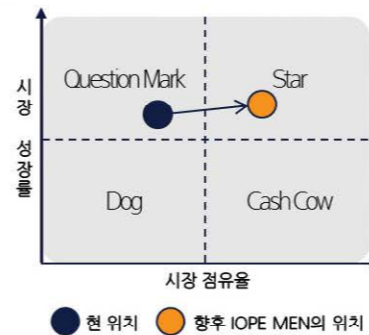 Question Mark
Star
시장 성장률
Dog
Cash Cow
시장 점유율
현 위치
향후 IOPE MEN의 위치